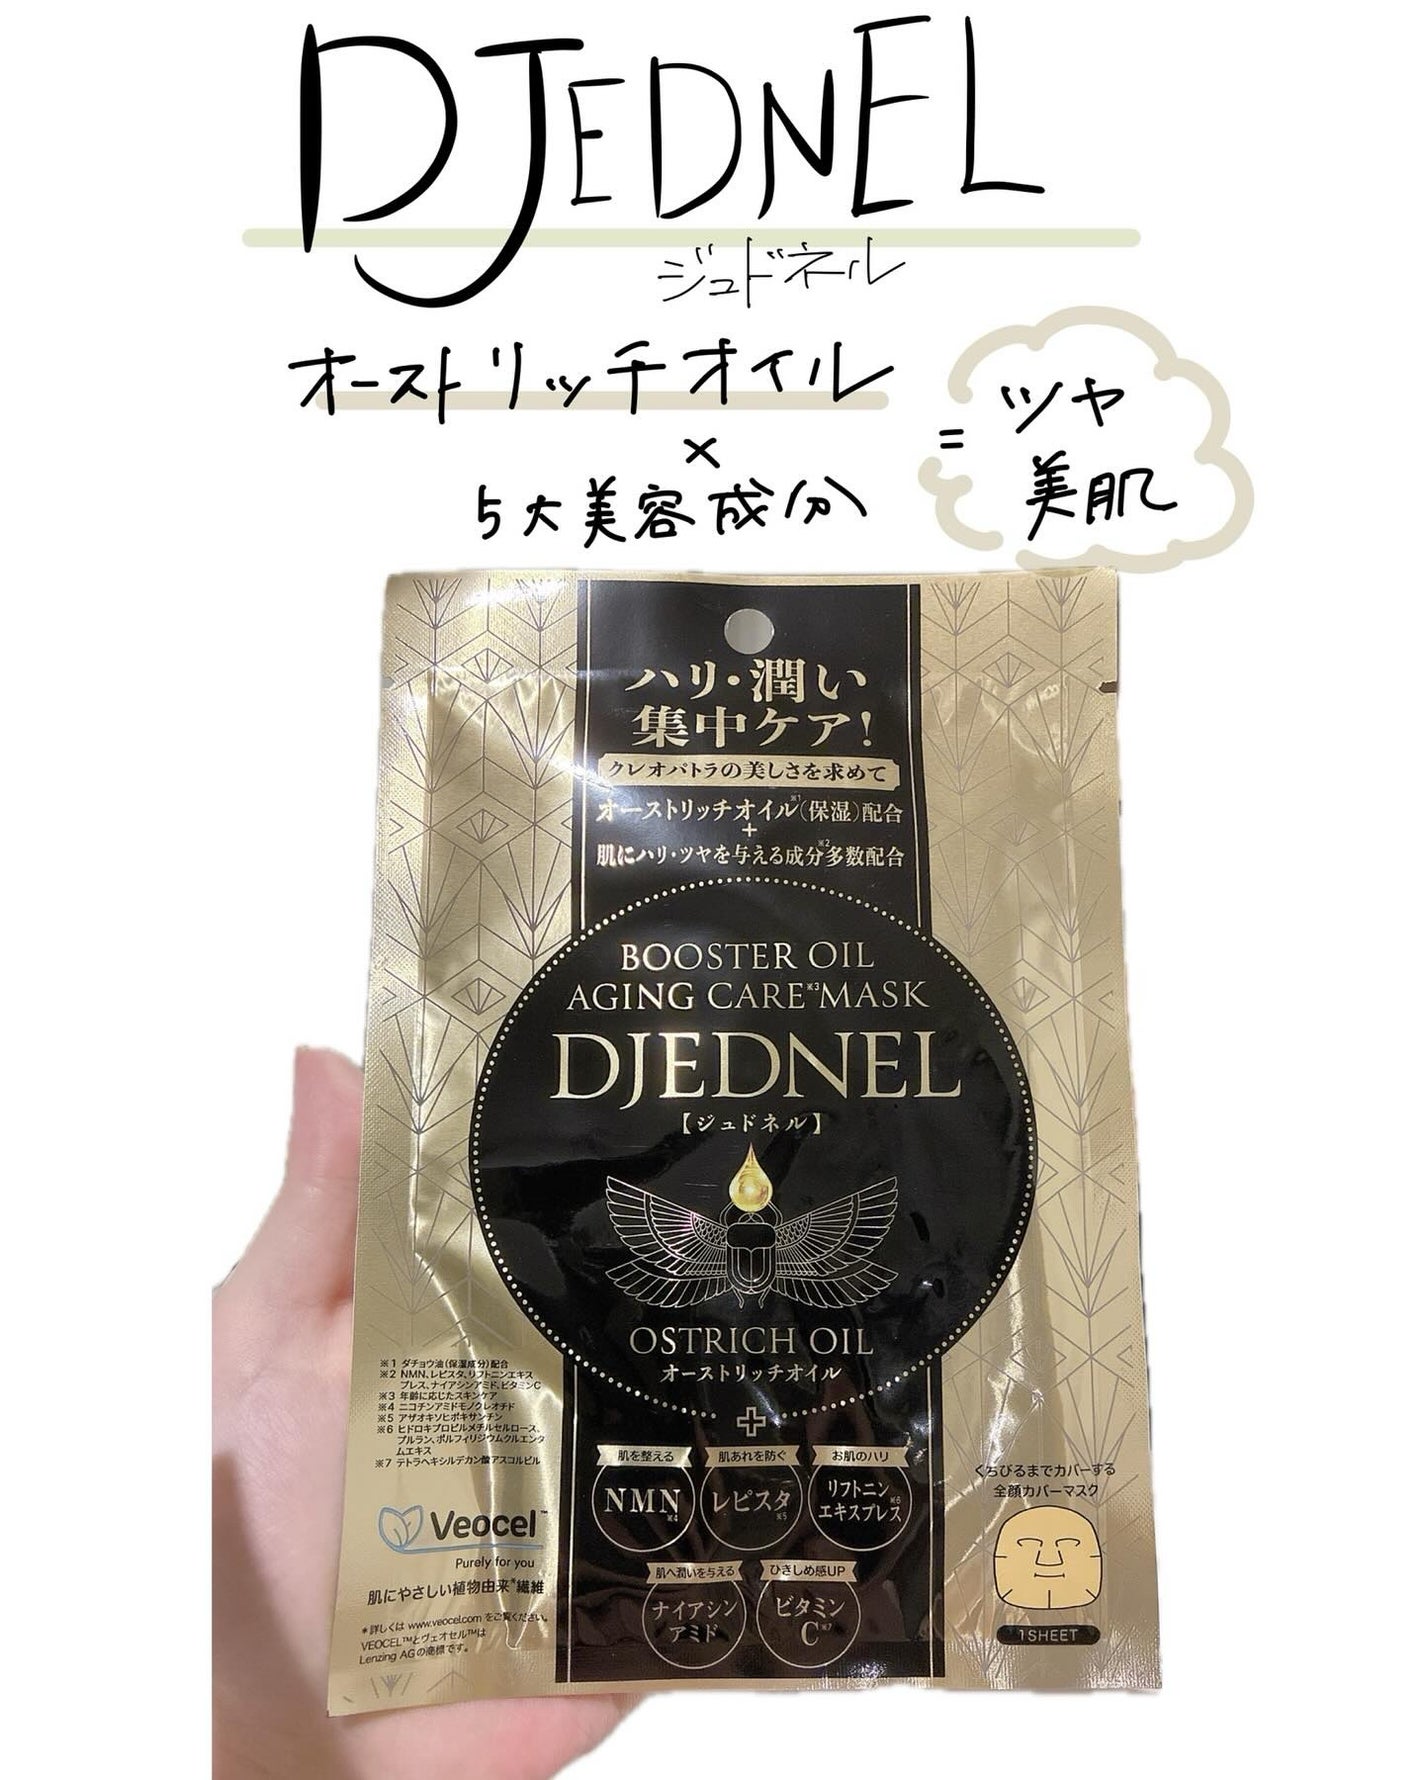 DJEDNEL
ジュドネル
オーストリッチオイル
×
5大美容成分
= ツヤ
美肌
ハリ・潤い
集中ケア!
クレオパトラの美しさを求めて
オーストリッチオイル※1(保湿)配合
+
肌にハリ・ツヤを与える成分※2多数配合
BOOSTER OIL
AGING CARE※3MASK
DJEDNEL
【ジュドネル】
OSTRICH OIL
オーストリッチオイル
+
肌を整える
NMN※4
肌あれを防ぐ
レピスタ※5
お肌のハリ
リフトニン
エキスプレス※6
肌へ潤いを与える
ナイアシン
アミド
ひきしめ感UP
ビタミン
C※7
※1 ダチョウ油(保湿成分)配合
※2 NMN、レピスタ、リフトニンエキス
プレス、ナイアシンアミド、ビタミンC
※3 年齢に応じたスキンケア
※4 ニコチンアミドモノクレオチド
※5 アザオキソヒポキサンチン
※6 ヒドロキプロピルメチルセルロース、
プルラン、ポルフィリジウムクルエンタ
ムエキス
※7 テトラヘキシルデカン酸アスコルビル
Veocel™
Purely for you
肌にやさしい植物由来*繊維
*詳しくは www.veocel.com をご覧ください。
VEOCEL™とヴェオセル™は
Lenzing AGの商標です。
くちびるまでカバーする
全顔カバーマスク
1SHEET